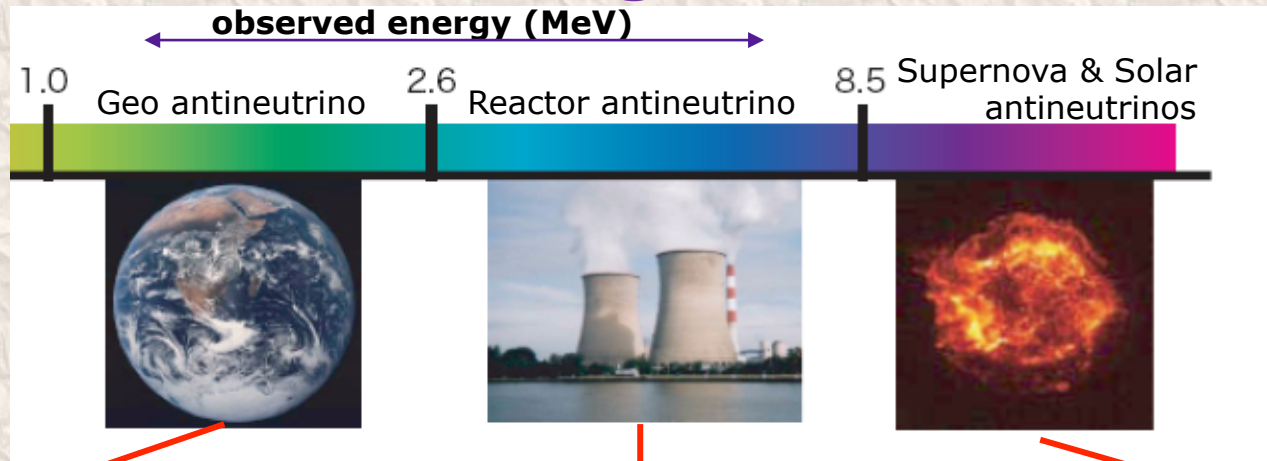 observed energy (MeV)
1.0
Geo antineutrino
2.6
Reactor antineutrino
8.5
Supernova & Solar
antineutrinos